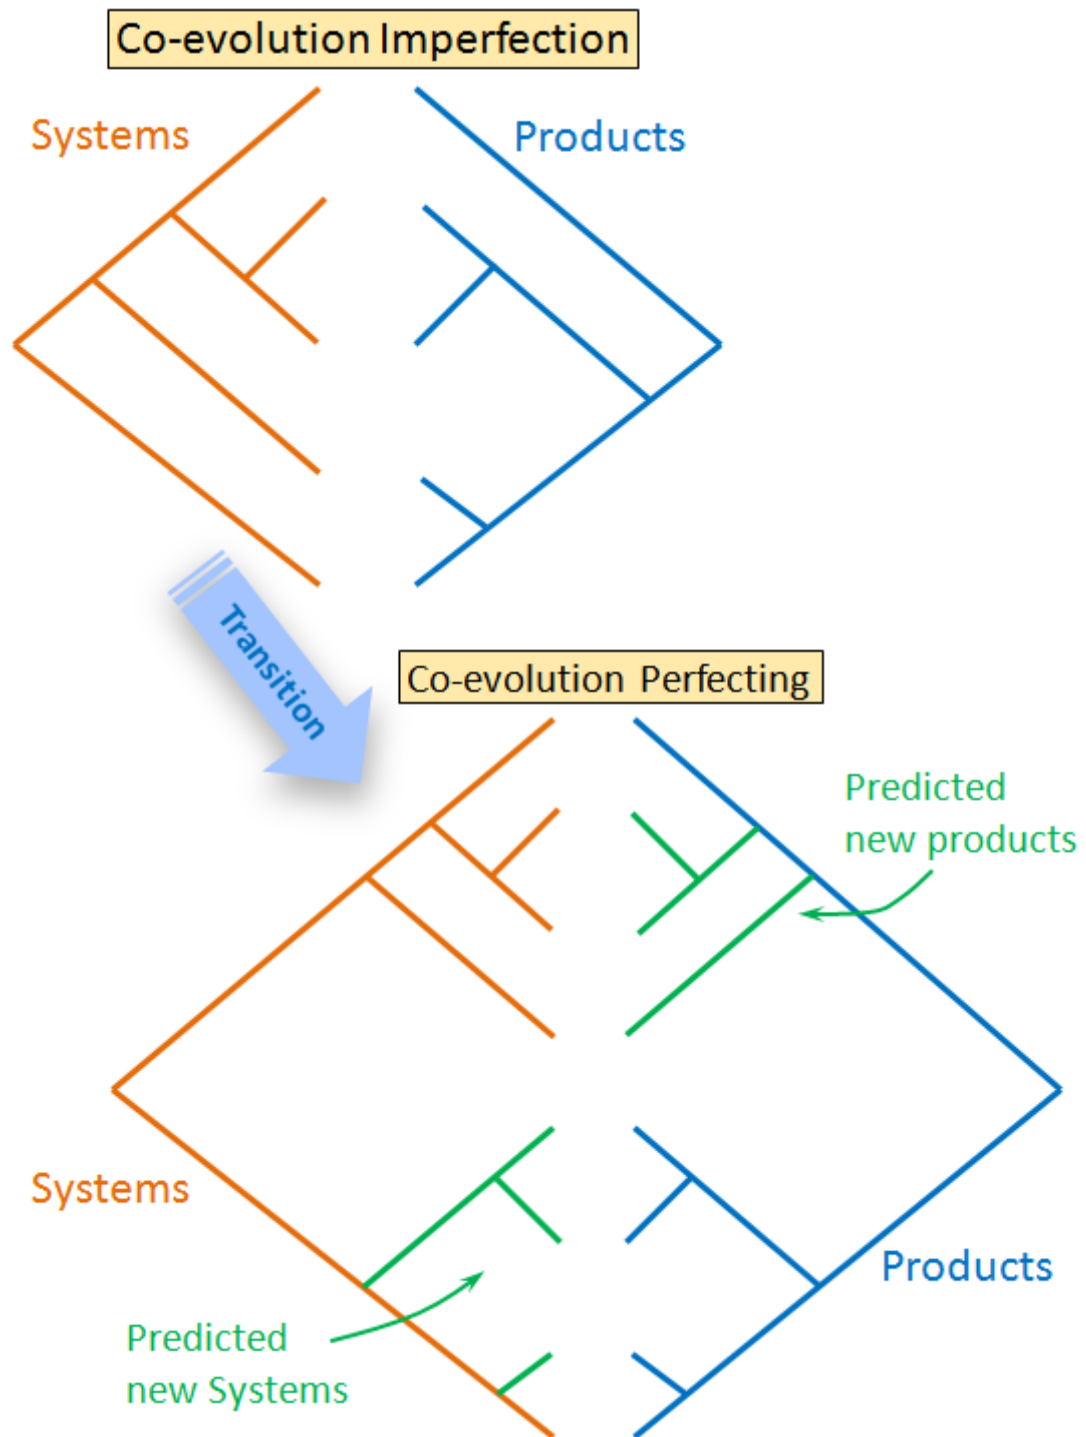 Co-evolution Imperfection
Systems
Products
Transition
Co-evolution Perfecting
Predicted
new products
Systems
Products
Predicted
new Systems